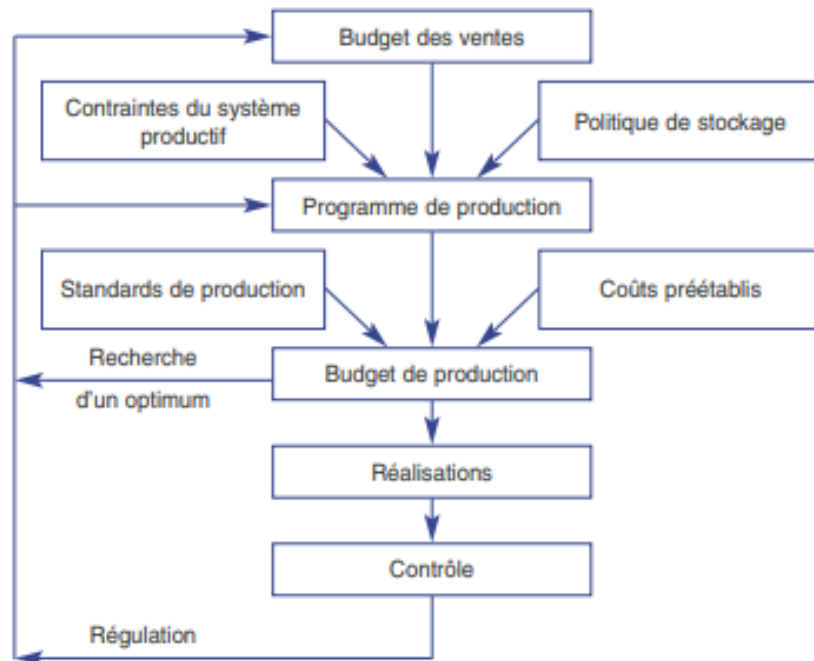 Budget des ventes
Contraintes du système
productif
Politique de stockage
Programme de production
Standards de production
Coûts préétablis
Recherche
d'un optimum
Budget de production
Réalisations
Contrôle
Régulation